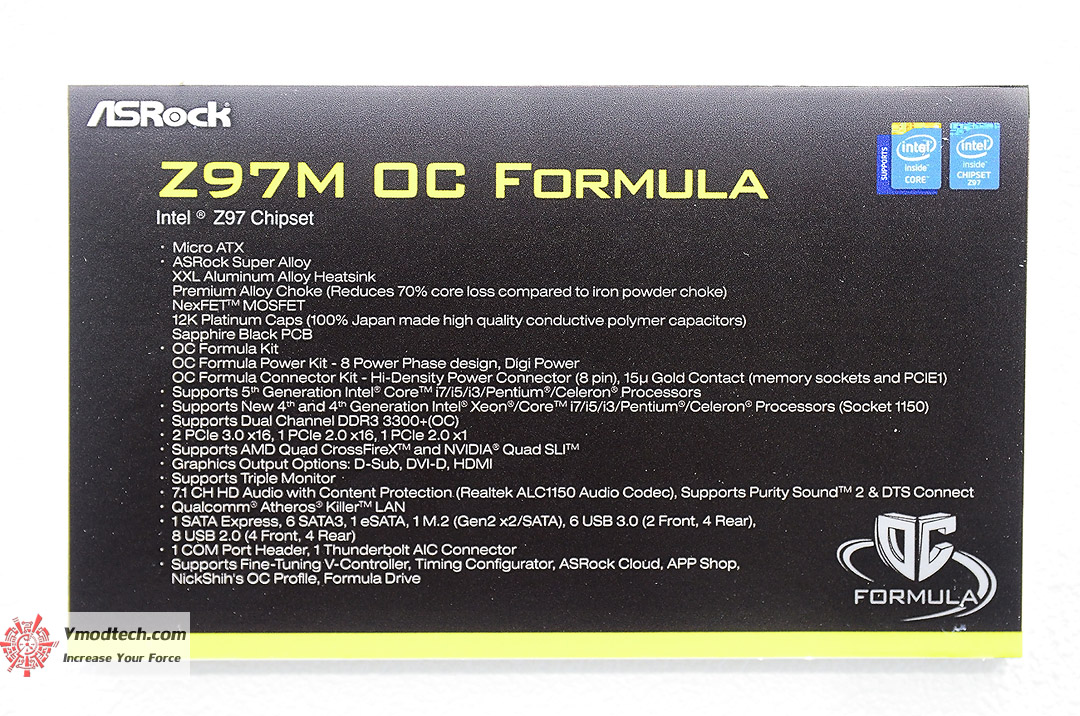 ASRock
Z97M OC FORMULA
SUPPORTS
intel inside CORE™
intel inside CHIPSET Z97
Intel ® Z97 Chipset
· Micro ATX
· ASRock Super Alloy
XXL Aluminum Alloy Heatsink
Premium Alloy Choke (Reduces 70% core loss compared to iron powder choke)
NexFET™ MOSFET
12K Platinum Caps (100% Japan made high quality conductive polymer capacitors)
Sapphire Black PCB
· OC Formula Kit
OC Formula Power Kit - 8 Power Phase design, Digi Power
OC Formula Connector Kit - Hi-Density Power Connector (8 pin), 15μ Gold Contact (memory sockets and PCIE1)
· Supports 5th Generation Intel® Core™ i7/i5/i3/Pentium®/Celeron® Processors
· Supports New 4th and 4th Generation Intel® Xeon®/Core™ i7/i5/i3/Pentium®/Celeron® Processors (Socket 1150)
· Supports Dual Channel DDR3 3300+(OC)
· 2 PCIe 3.0 x16, 1 PCIe 2.0 x16, 1 PCIe 2.0 x1
· Supports AMD Quad CrossFireX™ and NVIDIA® Quad SLI™
· Graphics Output Options: D-Sub, DVI-D, HDMI
· Supports Triple Monitor
· 7.1 CH HD Audio with Content Protection (Realtek ALC1150 Audio Codec), Supports Purity Sound™ 2 & DTS Connect
· Qualcomm® Atheros® Killer™ LAN
· 1 SATA Express, 6 SATA3, 1 eSATA, 1 M.2 (Gen2 x2/SATA), 6 USB 3.0 (2 Front, 4 Rear),
8 USB 2.0 (4 Front, 4 Rear)
· 1 COM Port Header, 1 Thunderbolt AIC Connector
· Supports Fine-Tuning V-Controller, Timing Configurator, ASRock Cloud, APP Shop,
NickShih's OC Profile, Formula Drive
OC
FORMULA
Vmodtech.com
Increase Your Force